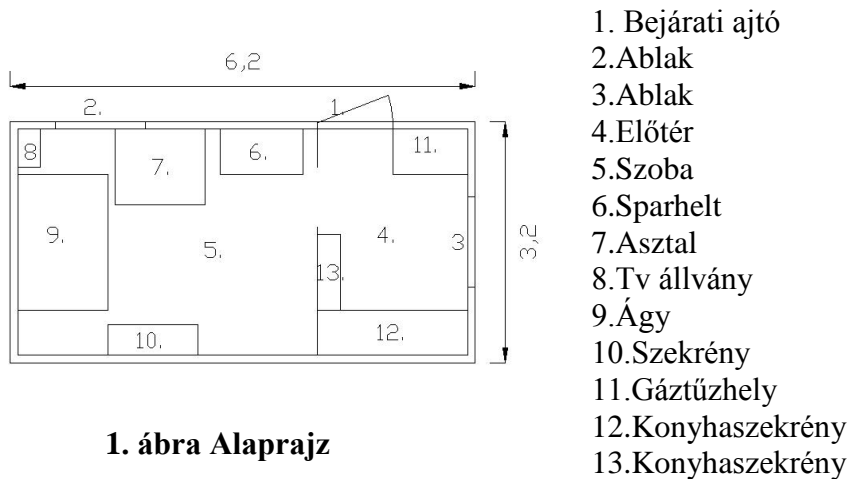 6,2
2.
1.
8
7.
6.
11.
9.
5.
4.
3
3,2
13.
10.
12.
1. ábra Alaprajz
1. Bejárati ajtó
2.Ablak
3.Ablak
4.Előtér
5.Szoba
6.Sparhelt
7.Asztal
8.Tv állvány
9.Ágy
10.Szekrény
11.Gáztűzhely
12.Konyhaszekrény
13.Konyhaszekrény